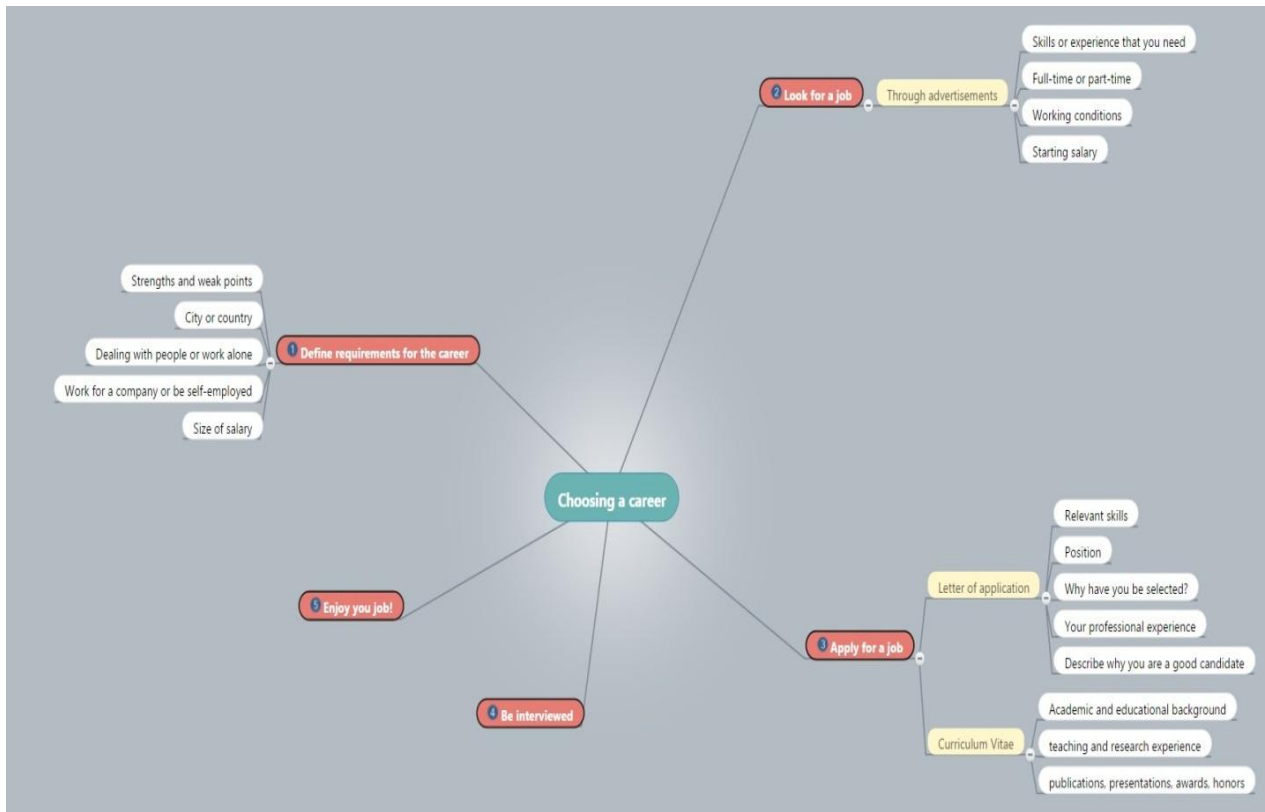 Choosing a career
1 Define requirements for the career
Strengths and weak points
City or country
Dealing with people or work alone
Work for a company or be self-employed
Size of salary
2 Look for a job
Through advertisements
Skills or experience that you need
Full-time or part-time
Working conditions
Starting salary
3 Apply for a job
Letter of application
Relevant skills
Position
Why have you be selected?
Your professional experience
Describe why you are a good candidate
Curriculum Vitae
Academic and educational background
teaching and research experience
publications, presentations, awards, honors
4 Be interviewed
5 Enjoy you job!